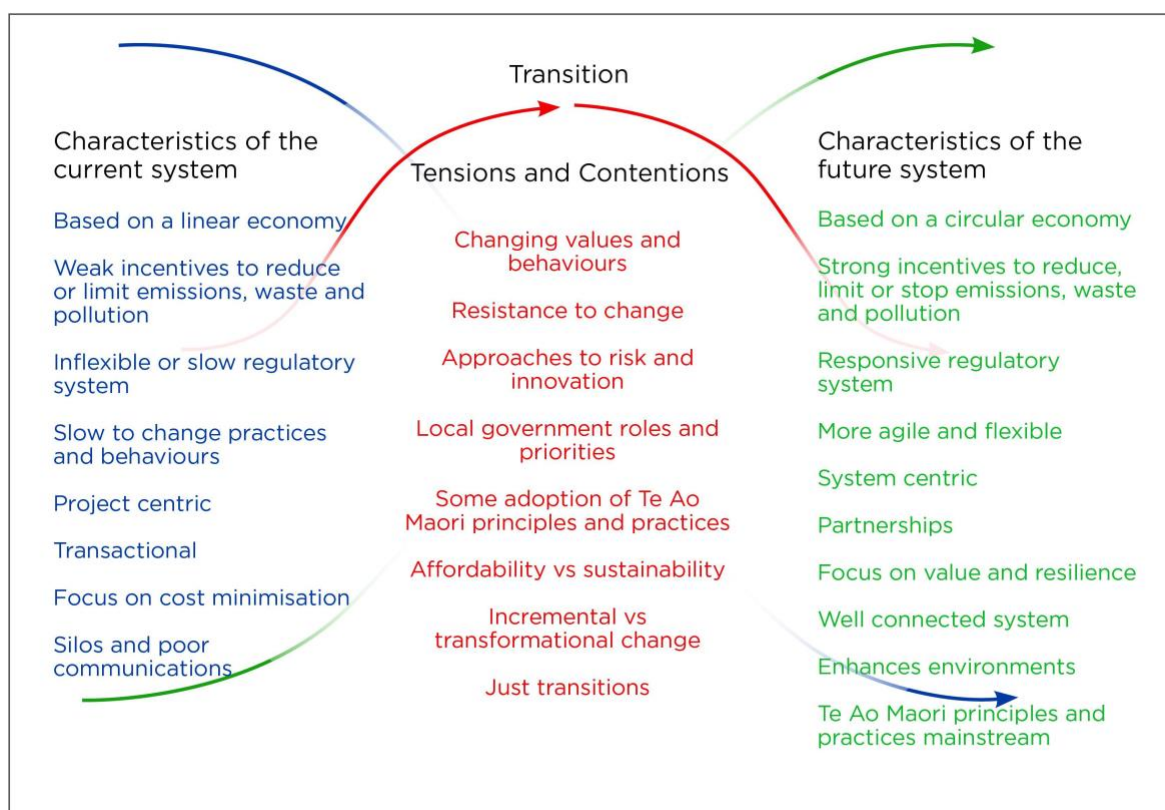 Transition
Characteristics of the
current system
Based on a linear economy
Weak incentives to reduce
or limit emissions, waste and
pollution
Inflexible or slow regulatory
system
Slow to change practices
and behaviours
Project centric
Transactional
Focus on cost minimisation
Silos and poor
communications
Tensions and Contentions
Changing values and
behaviours
Resistance to change
Approaches to risk and
innovation
Local government roles and
priorities
Some adoption of Te Ao
Maori principles and practices
Affordability vs sustainability
Incremental vs
transformational change
Just transitions
Characteristics of the
future system
Based on a circular economy
Strong incentives to reduce,
limit or stop emissions, waste
and pollution
Responsive regulatory
system
More agile and flexible
System centric
Partnerships
Focus on value and resilience
Well connected system
Enhances environments
Te Ao Maori principles and
practices mainstream